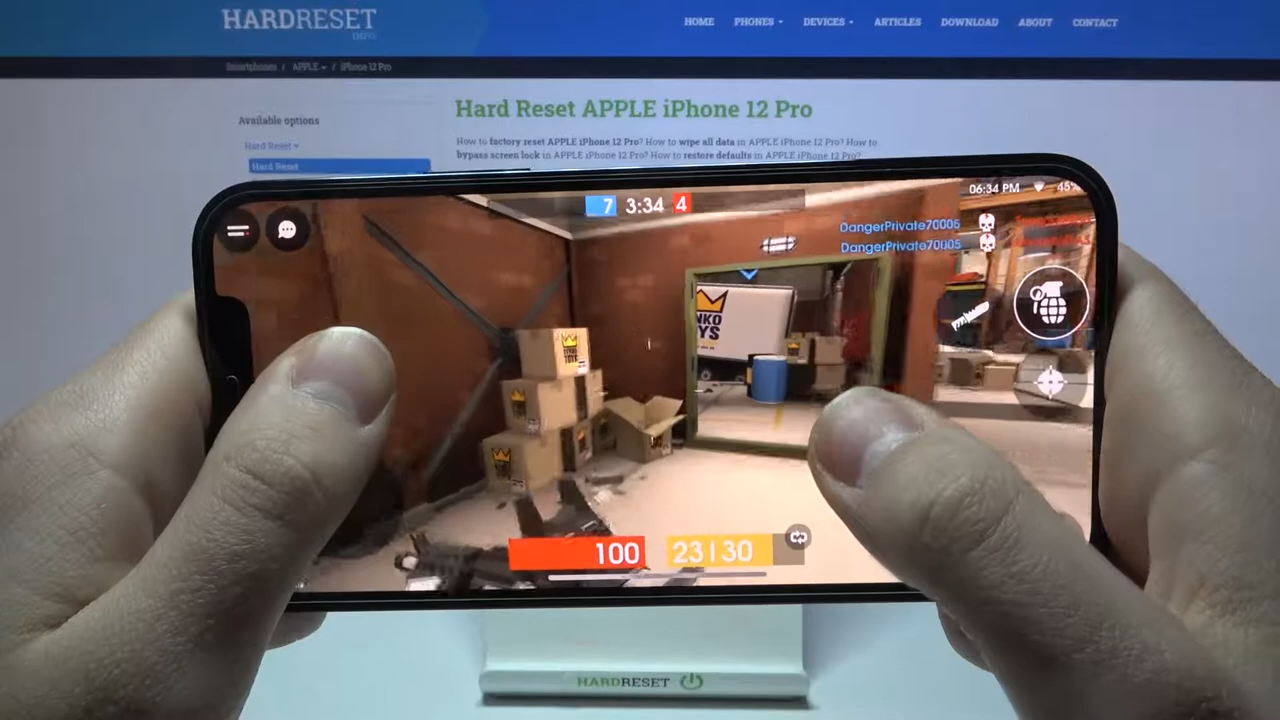 HARDRESET
INFO
HOME PHONES DEVICES ARTICLES DOWNLOAD ABOUT CONTACT
Smartphones / APPLE / iPhone 12 Pro
Hard Reset APPLE iPhone 12 Pro
Available options
How to factory reset APPLE iPhone 12 Pro? How to wipe all data in APPLE iPhone 12 Pro? How to
bypass screen lock in APPLE iPhone 12 Pro? How to restore defaults in APPLE iPhone 12 Pro?
Hard Reset
Hard Reset
06:34 PM 45%
7 3:34 4
DangerPrivate70005
DangerPrivate70005
TOYS
100
23|30
HARDRESET